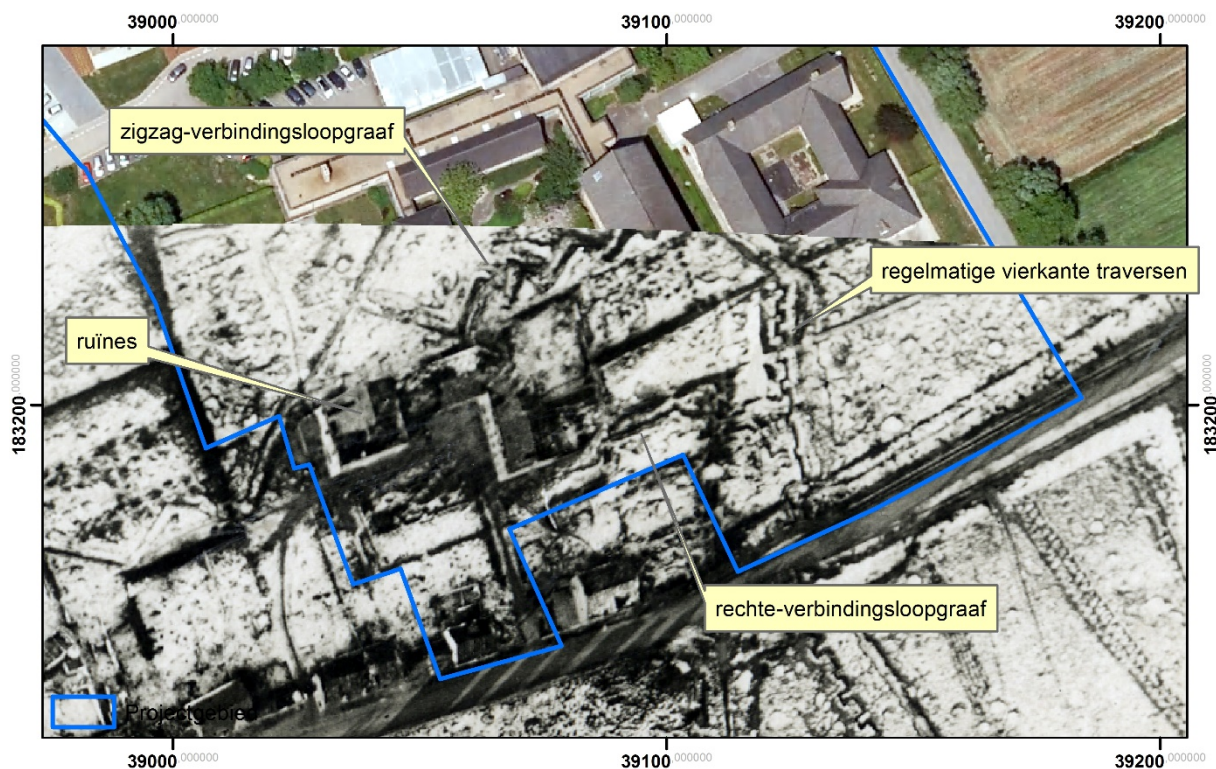 39000,000000 39100,000000 39200,000000
zigzag-verbindingsloopgraaf
regelmatige vierkante traversen
ruïnes
183200,000000 183200,000000
rechte-verbindingsloopgraaf
Projectgebied
39000,000000 39100,000000 39200,000000